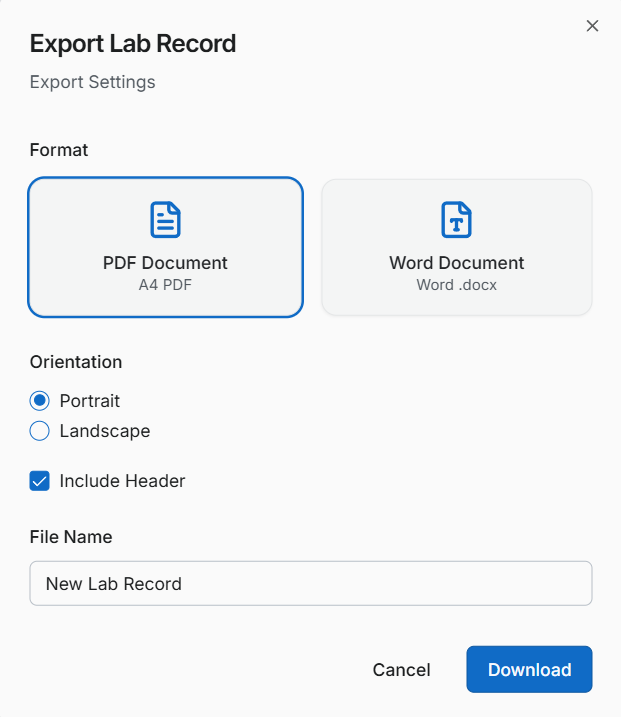 Export Lab Record
Export Settings
Format
PDF Document
A4 PDF
Word Document
Word .docx
Orientation
Portrait
Landscape
Include Header
File Name
New Lab Record
Cancel
Download